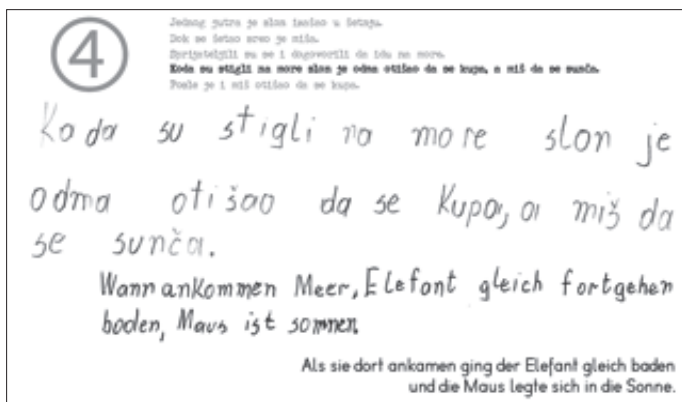 4
Jednog jutra je slon izašao u šetnju.
Dok se šetao sreo je miša.
Sprijateljili su se i dogovorili da idu na more.
Kada su stigli na more slon je odma otišao da se kupa, a miš da se sunča.
Posle je i miš otišao da se kupa.
Kada su stigli na more slon je
odma otišao da se kupa, a miš da
se sunča.
Wann ankommen Meer, Elefant gleich fortgehen
baden, Maus ist sonnen.
Als sie dort ankamen ging der Elefant gleich baden
und die Maus legte sich in die Sonne.